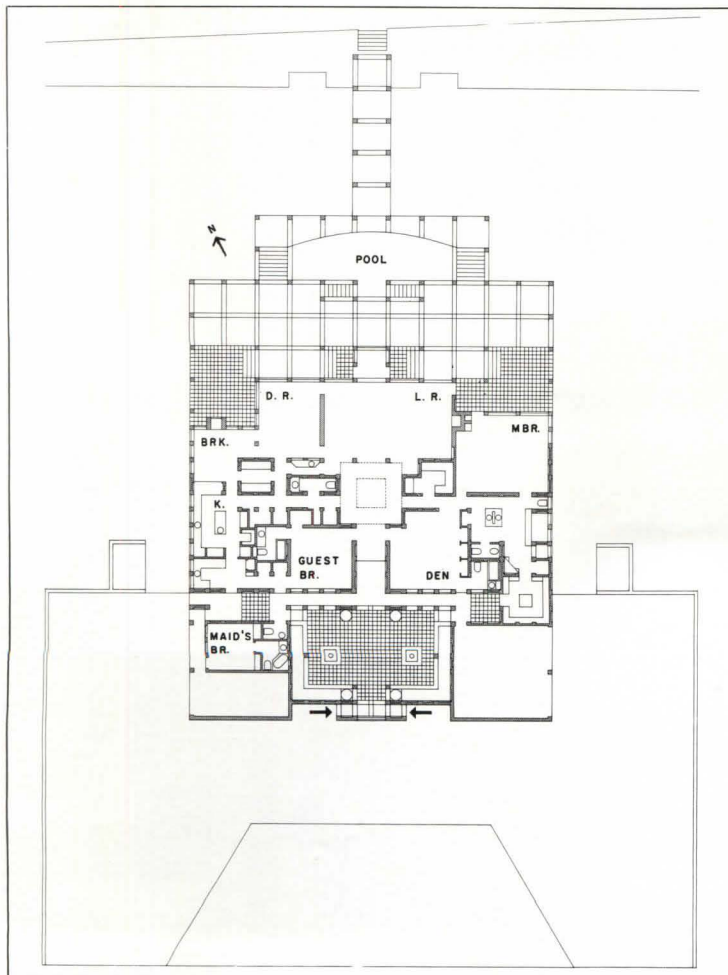 N
POOL
D. R.
L. R.
BRK.
MBR.
K.
GUEST
BR.
DEN
MAID'S
BR.